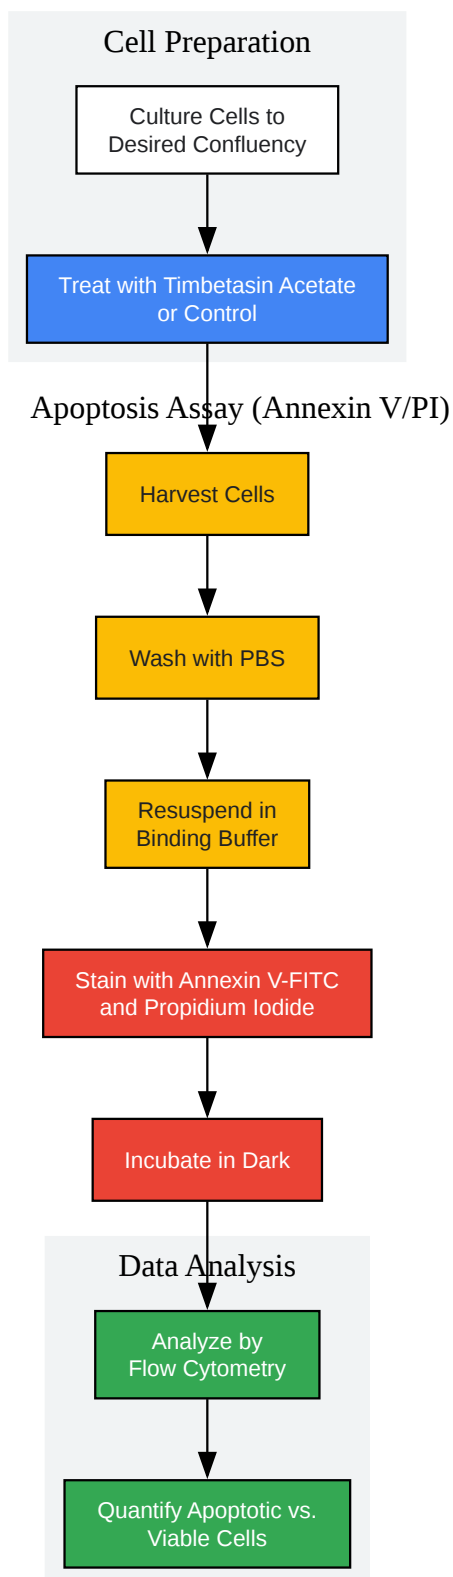 Cell Preparation
Culture Cells to
Desired Confluency
Treat with Timbetasin Acetate
or Control
Apoptosis Assay (Annexin V/PI)
Harvest Cells
Wash with PBS
Resuspend in
Binding Buffer
Stain with Annexin V-FITC
and Propidium Iodide
Incubate in Dark
Data Analysis
Analyze by
Flow Cytometry
Quantify Apoptotic vs.
Viable Cells